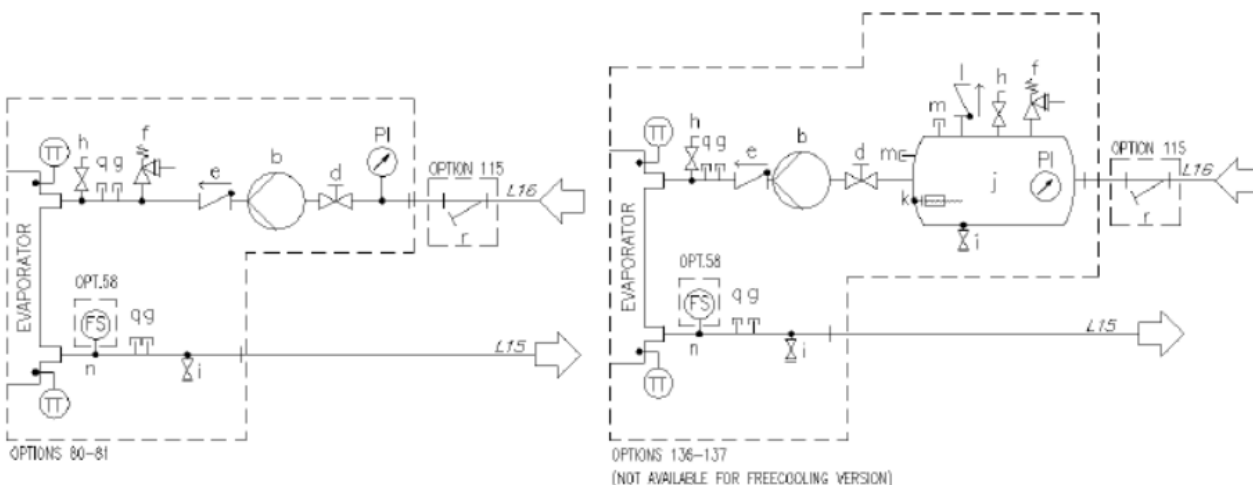 TT
h
q g
f
e
b
d
PI
OPTION 115
L16
r
EVAPORATOR
OPT.58
FS
n
q g
i
L15
TT
OPTIONS 80-81
TT
h
q g
e
b
d
m
m
l
h
f
PI
j
k
i
OPTION 115
L16
r
EVAPORATOR
OPT.58
FS
n
q g
i
L15
TT
OPTIONS 136-137
(NOT AVAILABLE FOR FREECOOLING VERSION)